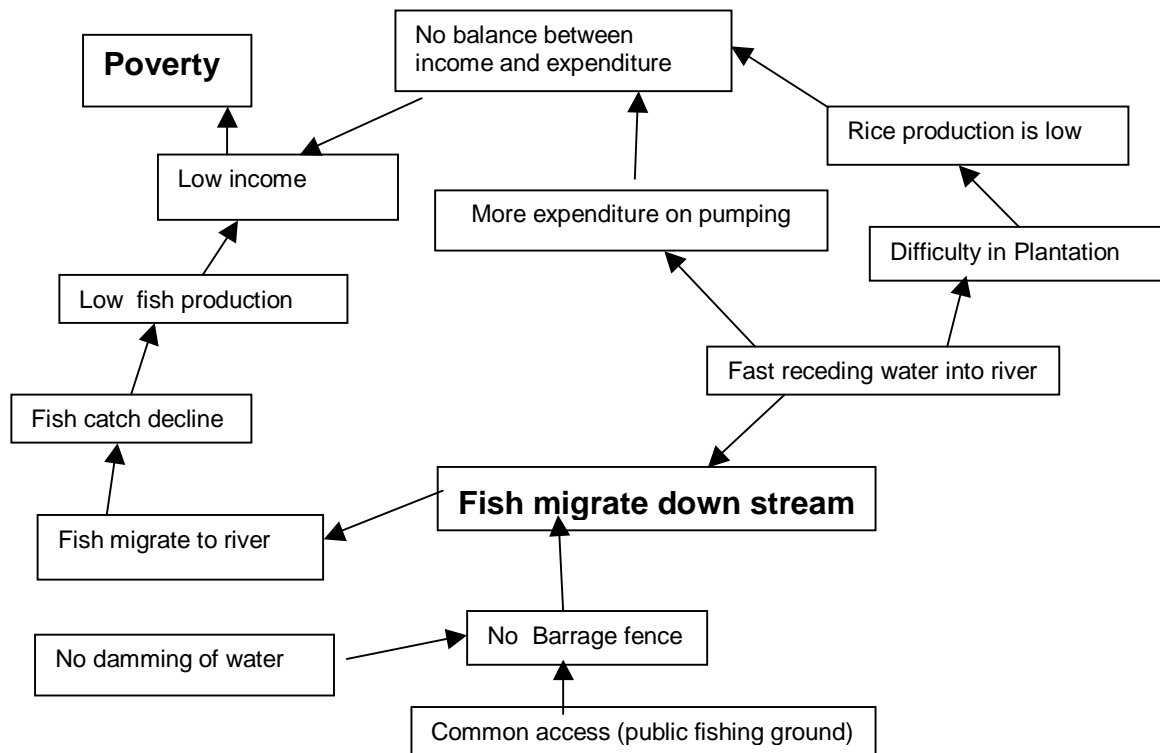 No balance between
income and expenditure
Poverty
Rice production is low
Low income
More expenditure on pumping
Difficulty in Plantation
Low fish production
Fast receding water into river
Fish catch decline
Fish migrate down stream
Fish migrate to river
No Barrage fence
No damming of water
Common access (public fishing ground)